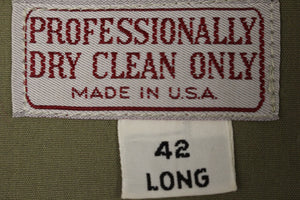 PROFESSIONALLY
DRY CLEAN ONLY
MADE IN U.S.A.
42
LONG